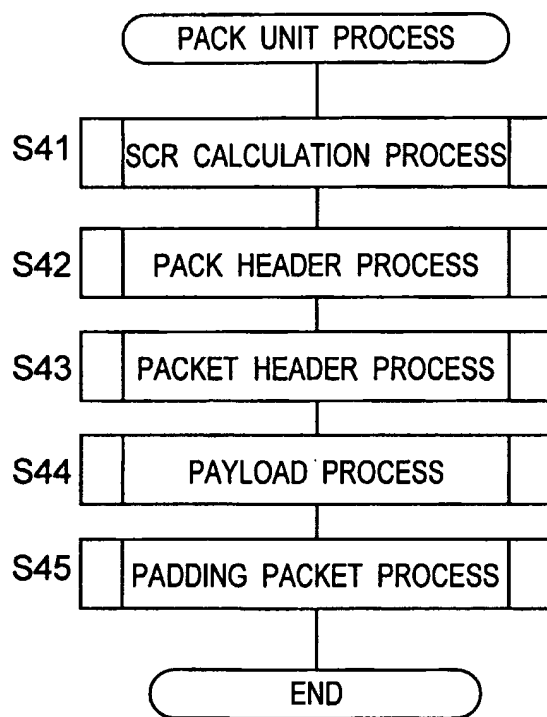 PACK UNIT PROCESS
S41 SCR CALCULATION PROCESS
S42 PACK HEADER PROCESS
S43 PACKET HEADER PROCESS
S44 PAYLOAD PROCESS
S45 PADDING PACKET PROCESS
END